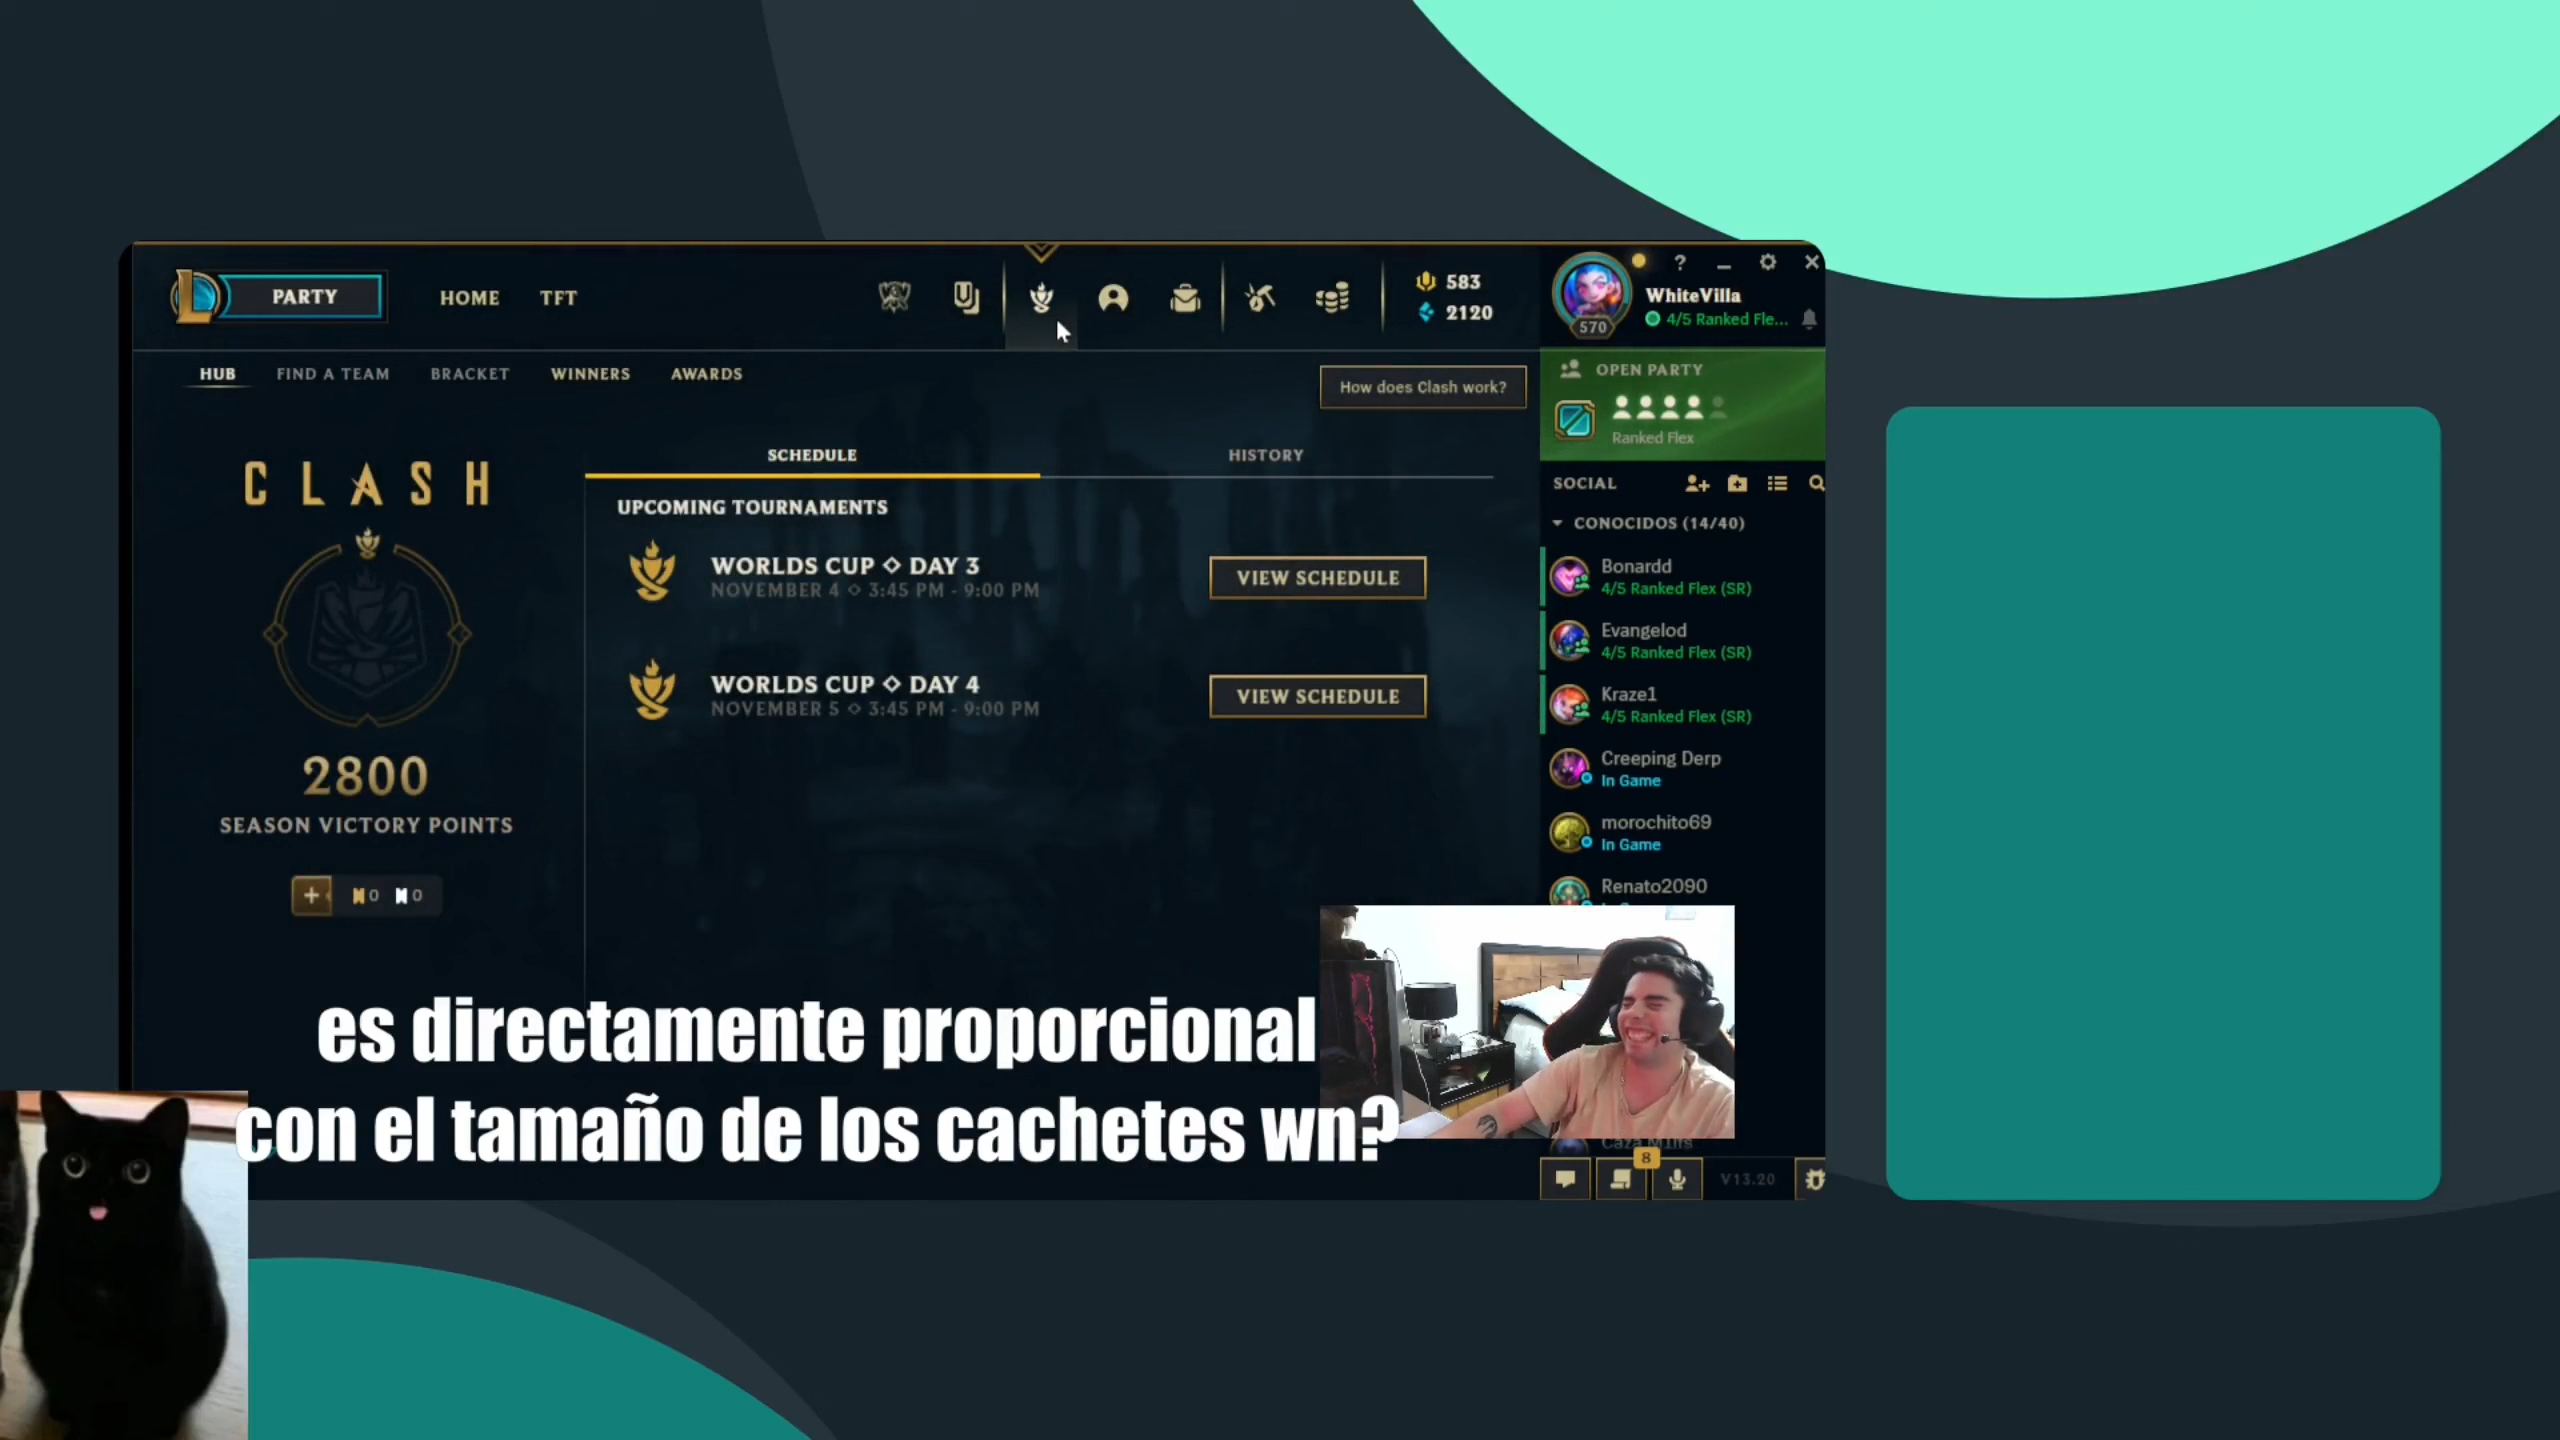 PARTY
HOME
TFT
583
2120
WhiteVilla
4/5 Ranked Fle...
570
HUB
FIND A TEAM
BRACKET
WINNERS
AWARDS
How does Clash work?
OPEN PARTY
Ranked Flex
CLASH
SCHEDULE
HISTORY
UPCOMING TOURNAMENTS
WORLDS CUP ◇ DAY 3
NOVEMBER 4 ◇ 3:45 PM - 9:00 PM
VIEW SCHEDULE
WORLDS CUP ◇ DAY 4
NOVEMBER 5 ◇ 3:45 PM - 9:00 PM
VIEW SCHEDULE
2800
SEASON VICTORY POINTS
0 0
SOCIAL
CONOCIDOS (14/40)
Bonardd
4/5 Ranked Flex (SR)
Evangelod
4/5 Ranked Flex (SR)
Kraze1
4/5 Ranked Flex (SR)
Creeping Derp
In Game
morochito69
In Game
Renato2090
es directamente proporcional
con el tamaño de los cachetes wn?
8
V13.20